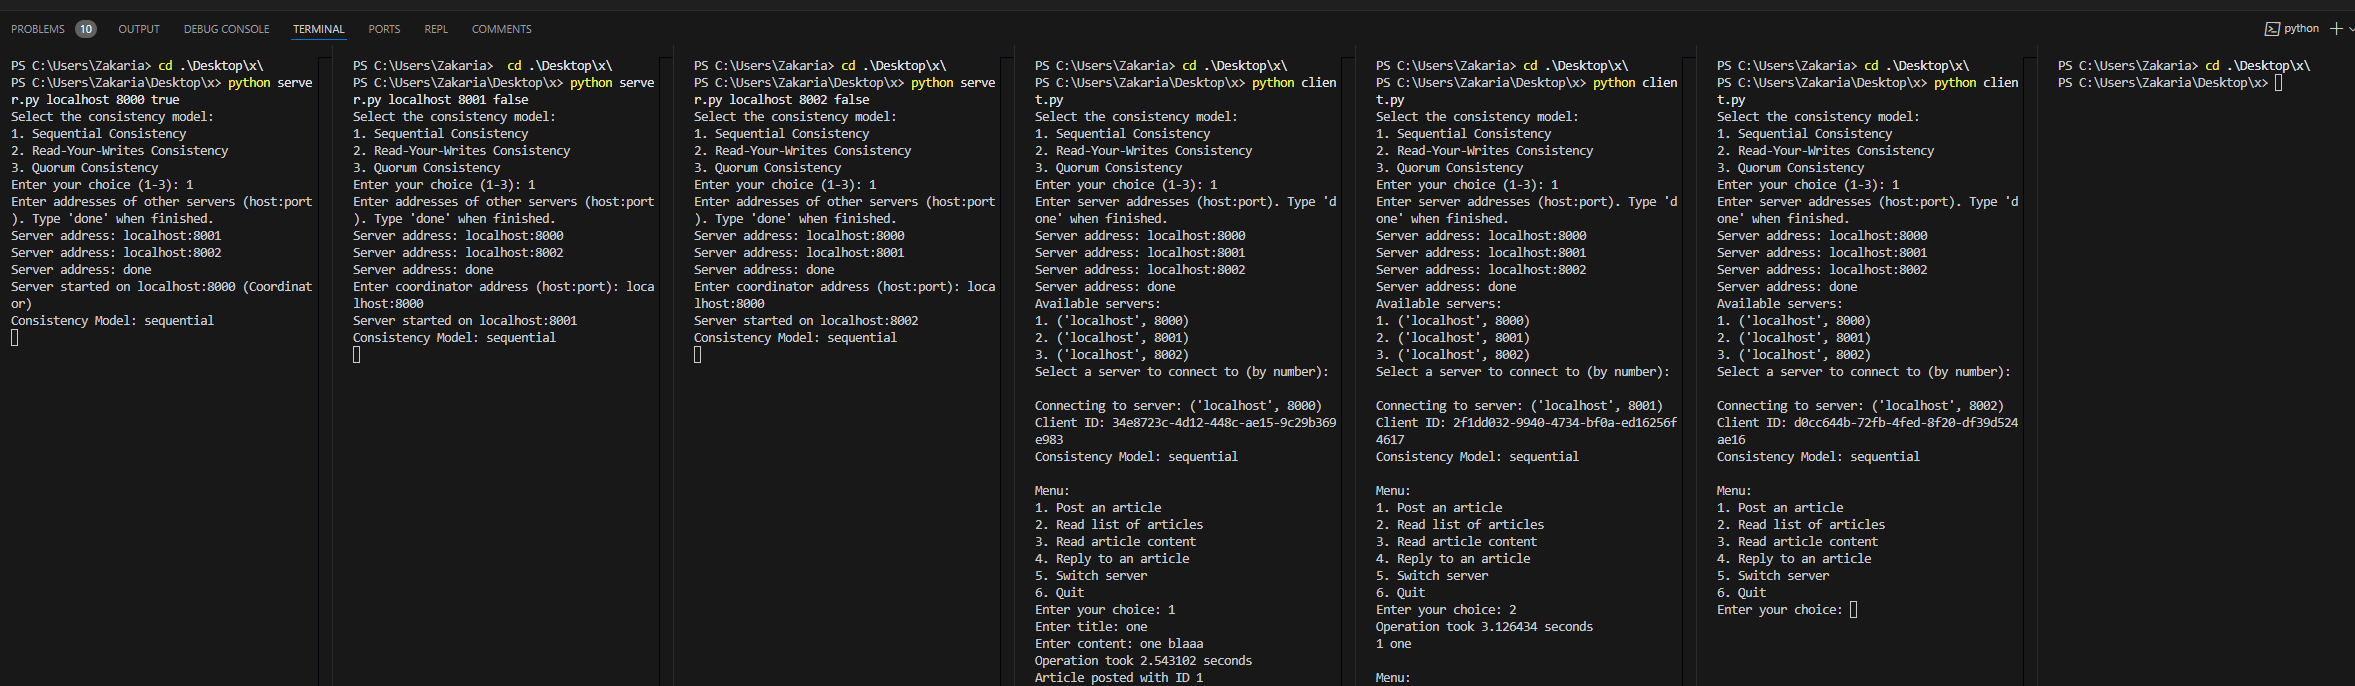 PROBLEMS 10 OUTPUT DEBUG CONSOLE TERMINAL PORTS REPL COMMENTS
python
PS C:\Users\Zakaria> cd .\Desktop\x\
PS C:\Users\Zakaria\Desktop\x> python serve
r.py localhost 8000 true
Select the consistency model:
1. Sequential Consistency
2. Read-Your-Writes Consistency
3. Quorum Consistency
Enter your choice (1-3): 1
Enter addresses of other servers (host:port
). Type 'done' when finished.
Server address: localhost:8001
Server address: localhost:8002
Server address: done
Server started on localhost:8000 (Coordinat
or)
Consistency Model: sequential
PS C:\Users\Zakaria>  cd .\Desktop\x\
PS C:\Users\Zakaria\Desktop\x> python serve
r.py localhost 8001 false
Select the consistency model:
1. Sequential Consistency
2. Read-Your-Writes Consistency
3. Quorum Consistency
Enter your choice (1-3): 1
Enter addresses of other servers (host:port
). Type 'done' when finished.
Server address: localhost:8000
Server address: localhost:8002
Server address: done
Enter coordinator address (host:port): loca
lhost:8000
Server started on localhost:8001
Consistency Model: sequential
PS C:\Users\Zakaria> cd .\Desktop\x\
PS C:\Users\Zakaria\Desktop\x> python serve
r.py localhost 8002 false
Select the consistency model:
1. Sequential Consistency
2. Read-Your-Writes Consistency
3. Quorum Consistency
Enter your choice (1-3): 1
Enter addresses of other servers (host:port
). Type 'done' when finished.
Server address: localhost:8000
Server address: localhost:8001
Server address: done
Enter coordinator address (host:port): loca
lhost:8000
Server started on localhost:8002
Consistency Model: sequential
PS C:\Users\Zakaria> cd .\Desktop\x\
PS C:\Users\Zakaria\Desktop\x> python clien
t.py
Select the consistency model:
1. Sequential Consistency
2. Read-Your-Writes Consistency
3. Quorum Consistency
Enter your choice (1-3): 1
Enter server addresses (host:port). Type 'd
one' when finished.
Server address: localhost:8000
Server address: localhost:8001
Server address: localhost:8002
Server address: done
Available servers:
1. ('localhost', 8000)
2. ('localhost', 8001)
3. ('localhost', 8002)
Select a server to connect to (by number):
Connecting to server: ('localhost', 8000)
Client ID: 34e8723c-4d12-448c-ae15-9c29b369
e983
Consistency Model: sequential
Menu:
1. Post an article
2. Read list of articles
3. Read article content
4. Reply to an article
5. Switch server
6. Quit
Enter your choice: 1
Enter title: one
Enter content: one blaaa
Operation took 2.543102 seconds
Article posted with ID 1
PS C:\Users\Zakaria> cd .\Desktop\x\
PS C:\Users\Zakaria\Desktop\x> python clien
t.py
Select the consistency model:
1. Sequential Consistency
2. Read-Your-Writes Consistency
3. Quorum Consistency
Enter your choice (1-3): 1
Enter server addresses (host:port). Type 'd
one' when finished.
Server address: localhost:8000
Server address: localhost:8001
Server address: localhost:8002
Server address: done
Available servers:
1. ('localhost', 8000)
2. ('localhost', 8001)
3. ('localhost', 8002)
Select a server to connect to (by number):
Connecting to server: ('localhost', 8001)
Client ID: 2f1dd032-9940-4734-bf0a-ed16256f
4617
Consistency Model: sequential
Menu:
1. Post an article
2. Read list of articles
3. Read article content
4. Reply to an article
5. Switch server
6. Quit
Enter your choice: 2
Operation took 3.126434 seconds
1 one
Menu:
PS C:\Users\Zakaria> cd .\Desktop\x\
PS C:\Users\Zakaria\Desktop\x> python clien
t.py
Select the consistency model:
1. Sequential Consistency
2. Read-Your-Writes Consistency
3. Quorum Consistency
Enter your choice (1-3): 1
Enter server addresses (host:port). Type 'd
one' when finished.
Server address: localhost:8000
Server address: localhost:8001
Server address: localhost:8002
Server address: done
Available servers:
1. ('localhost', 8000)
2. ('localhost', 8001)
3. ('localhost', 8002)
Select a server to connect to (by number):
Connecting to server: ('localhost', 8002)
Client ID: d0cc644b-72fb-4fed-8f20-df39d524
ae16
Consistency Model: sequential
Menu:
1. Post an article
2. Read list of articles
3. Read article content
4. Reply to an article
5. Switch server
6. Quit
Enter your choice:
PS C:\Users\Zakaria> cd .\Desktop\x\
PS C:\Users\Zakaria\Desktop\x>